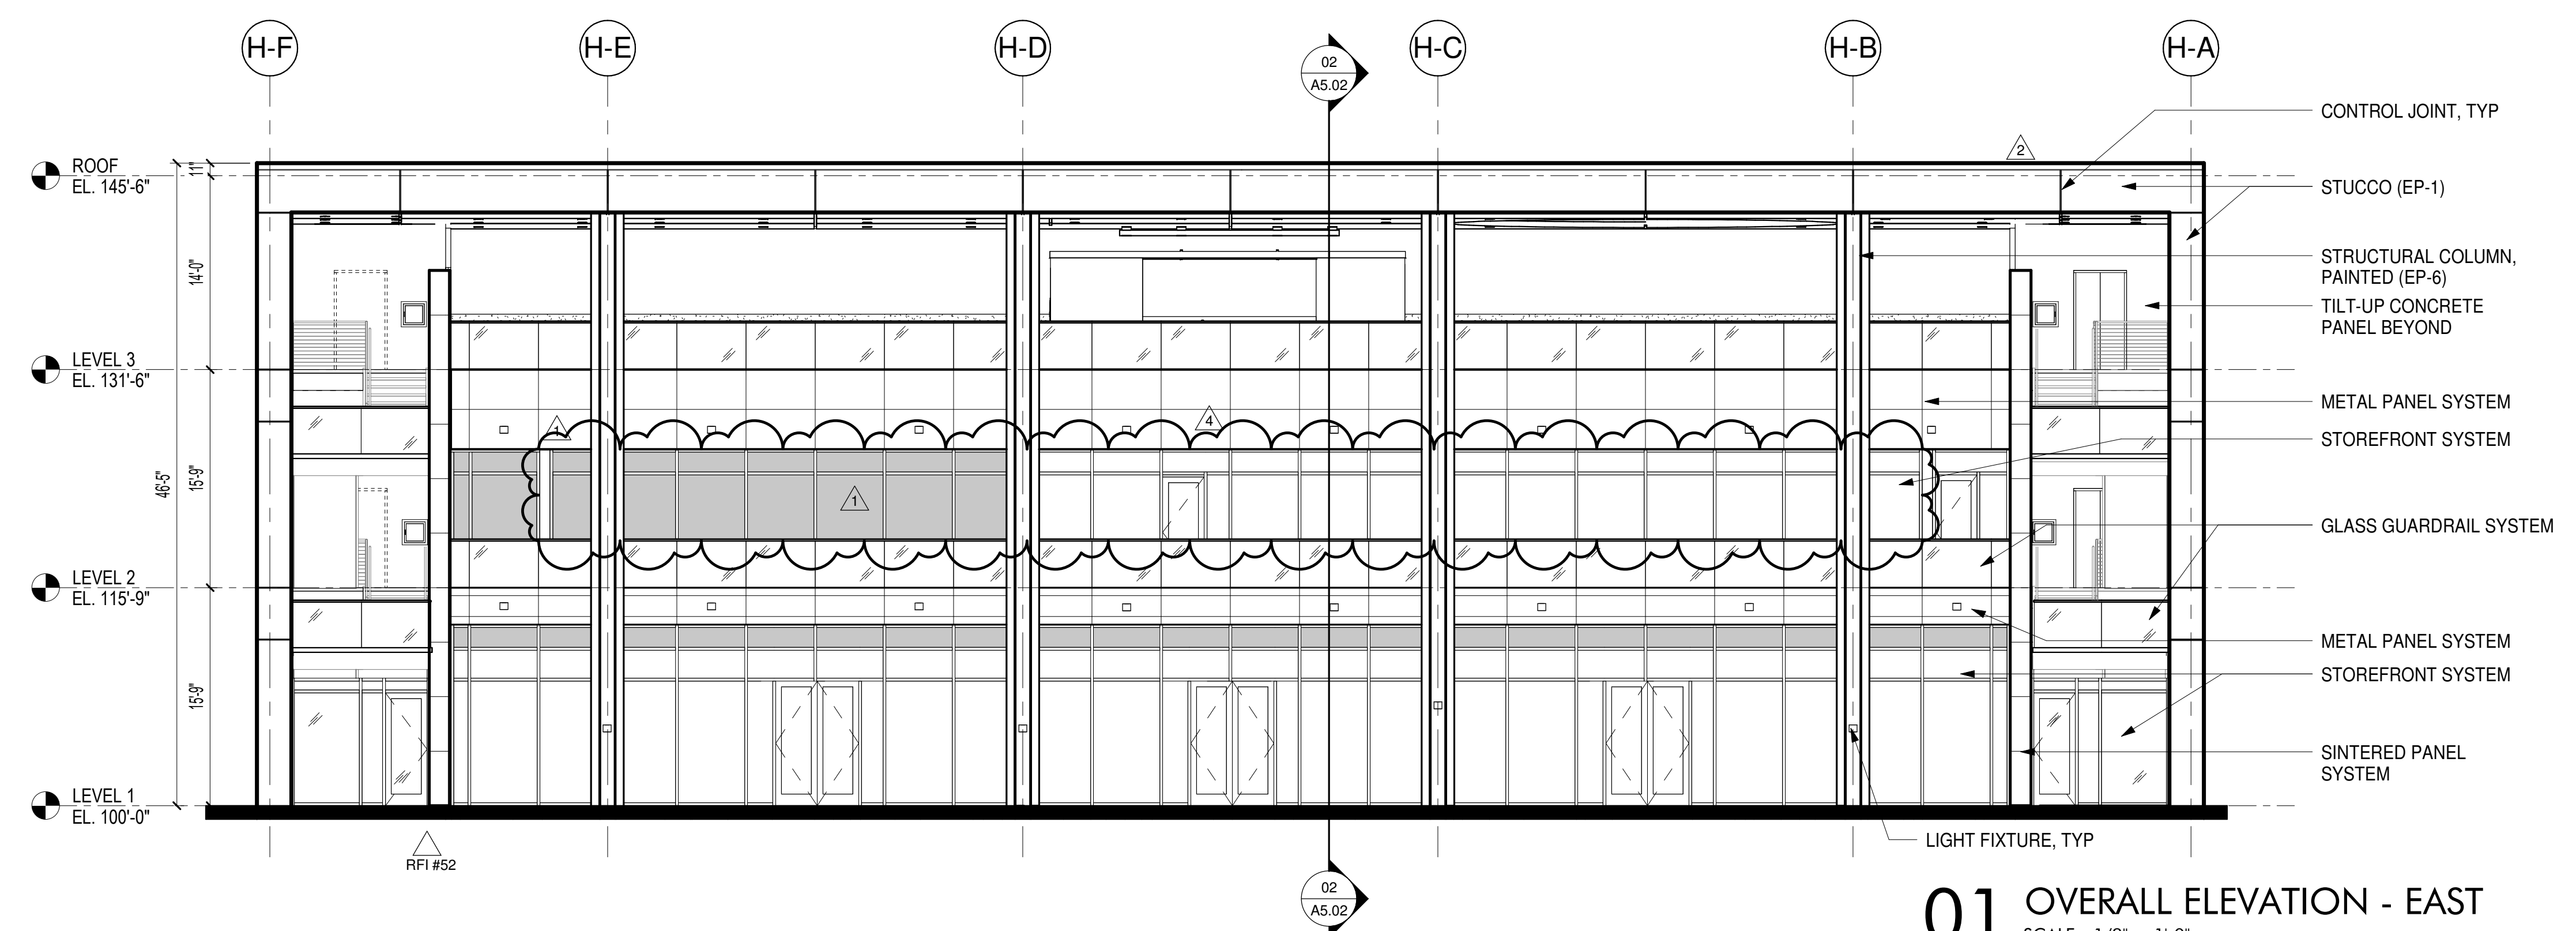 H-F
H-E
H-D
H-C
H-B
H-A
02
A5.02
CONTROL JOINT, TYP
2
ROOF
EL. 145'-6"
11"
STUCCO (EP-1)
STRUCTURAL COLUMN,
PAINTED (EP-6)
14'-0"
TILT-UP CONCRETE
PANEL BEYOND
LEVEL 3
EL. 131'-6"
METAL PANEL SYSTEM
1
4
STOREFRONT SYSTEM
46'-5"
15'-9"
1
GLASS GUARDRAIL SYSTEM
LEVEL 2
EL. 115'-9"
METAL PANEL SYSTEM
STOREFRONT SYSTEM
15'-9"
SINTERED PANEL
SYSTEM
LEVEL 1
EL. 100'-0"
LIGHT FIXTURE, TYP
RFI #52
02
A5.02
01
OVERALL ELEVATION - EAST